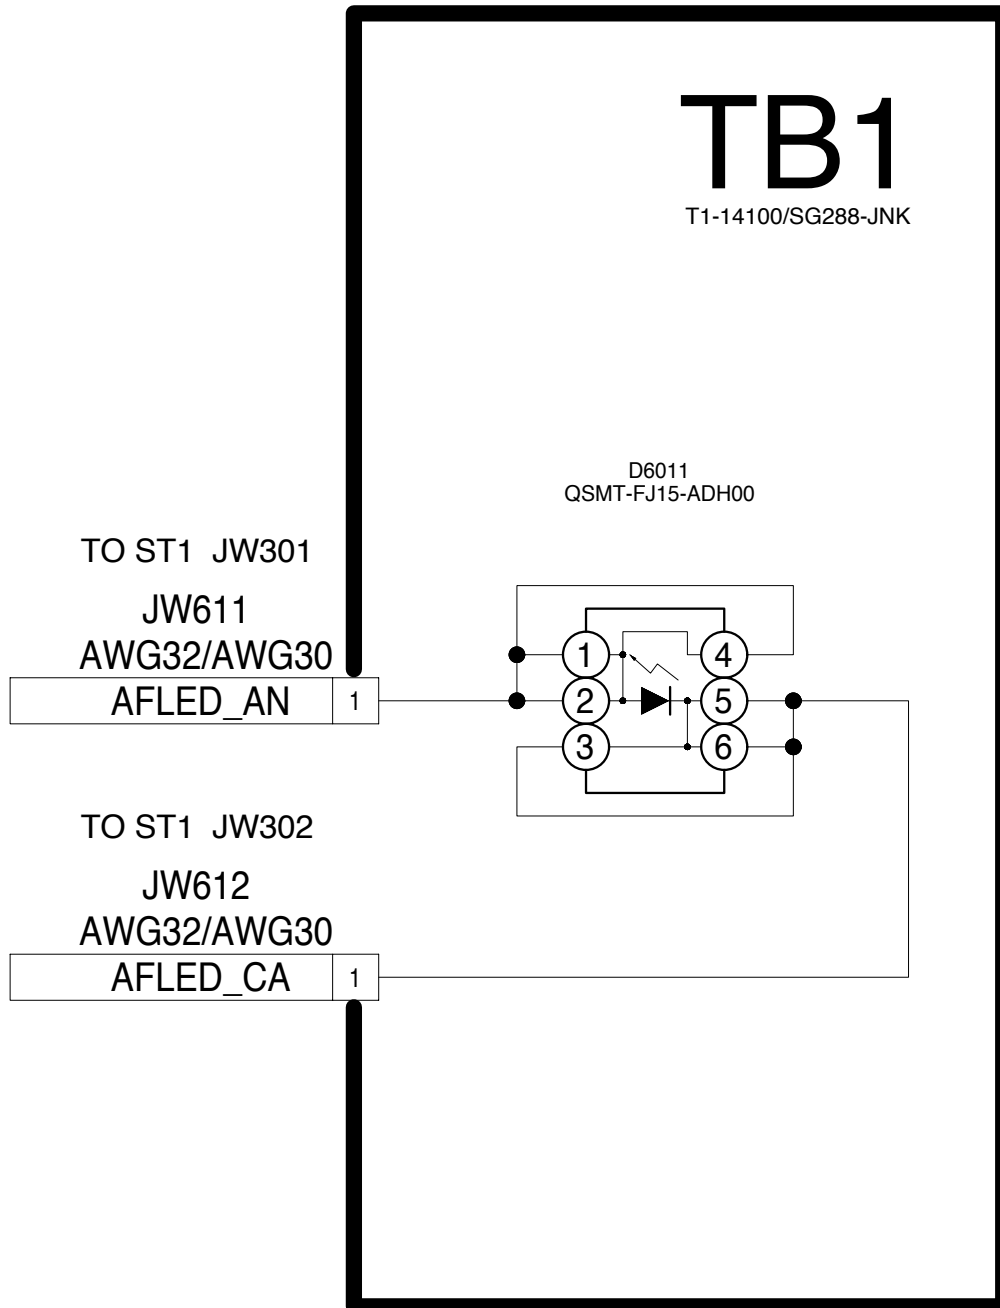 TB1
T1-14100/SG288-JNK
D6011
QSMT-FJ15-ADH00
TO ST1 JW301
JW611
AWG32/AWG30
AFLED_AN 1
1 4
2 5
3 6
TO ST1 JW302
JW612
AWG32/AWG30
AFLED_CA 1